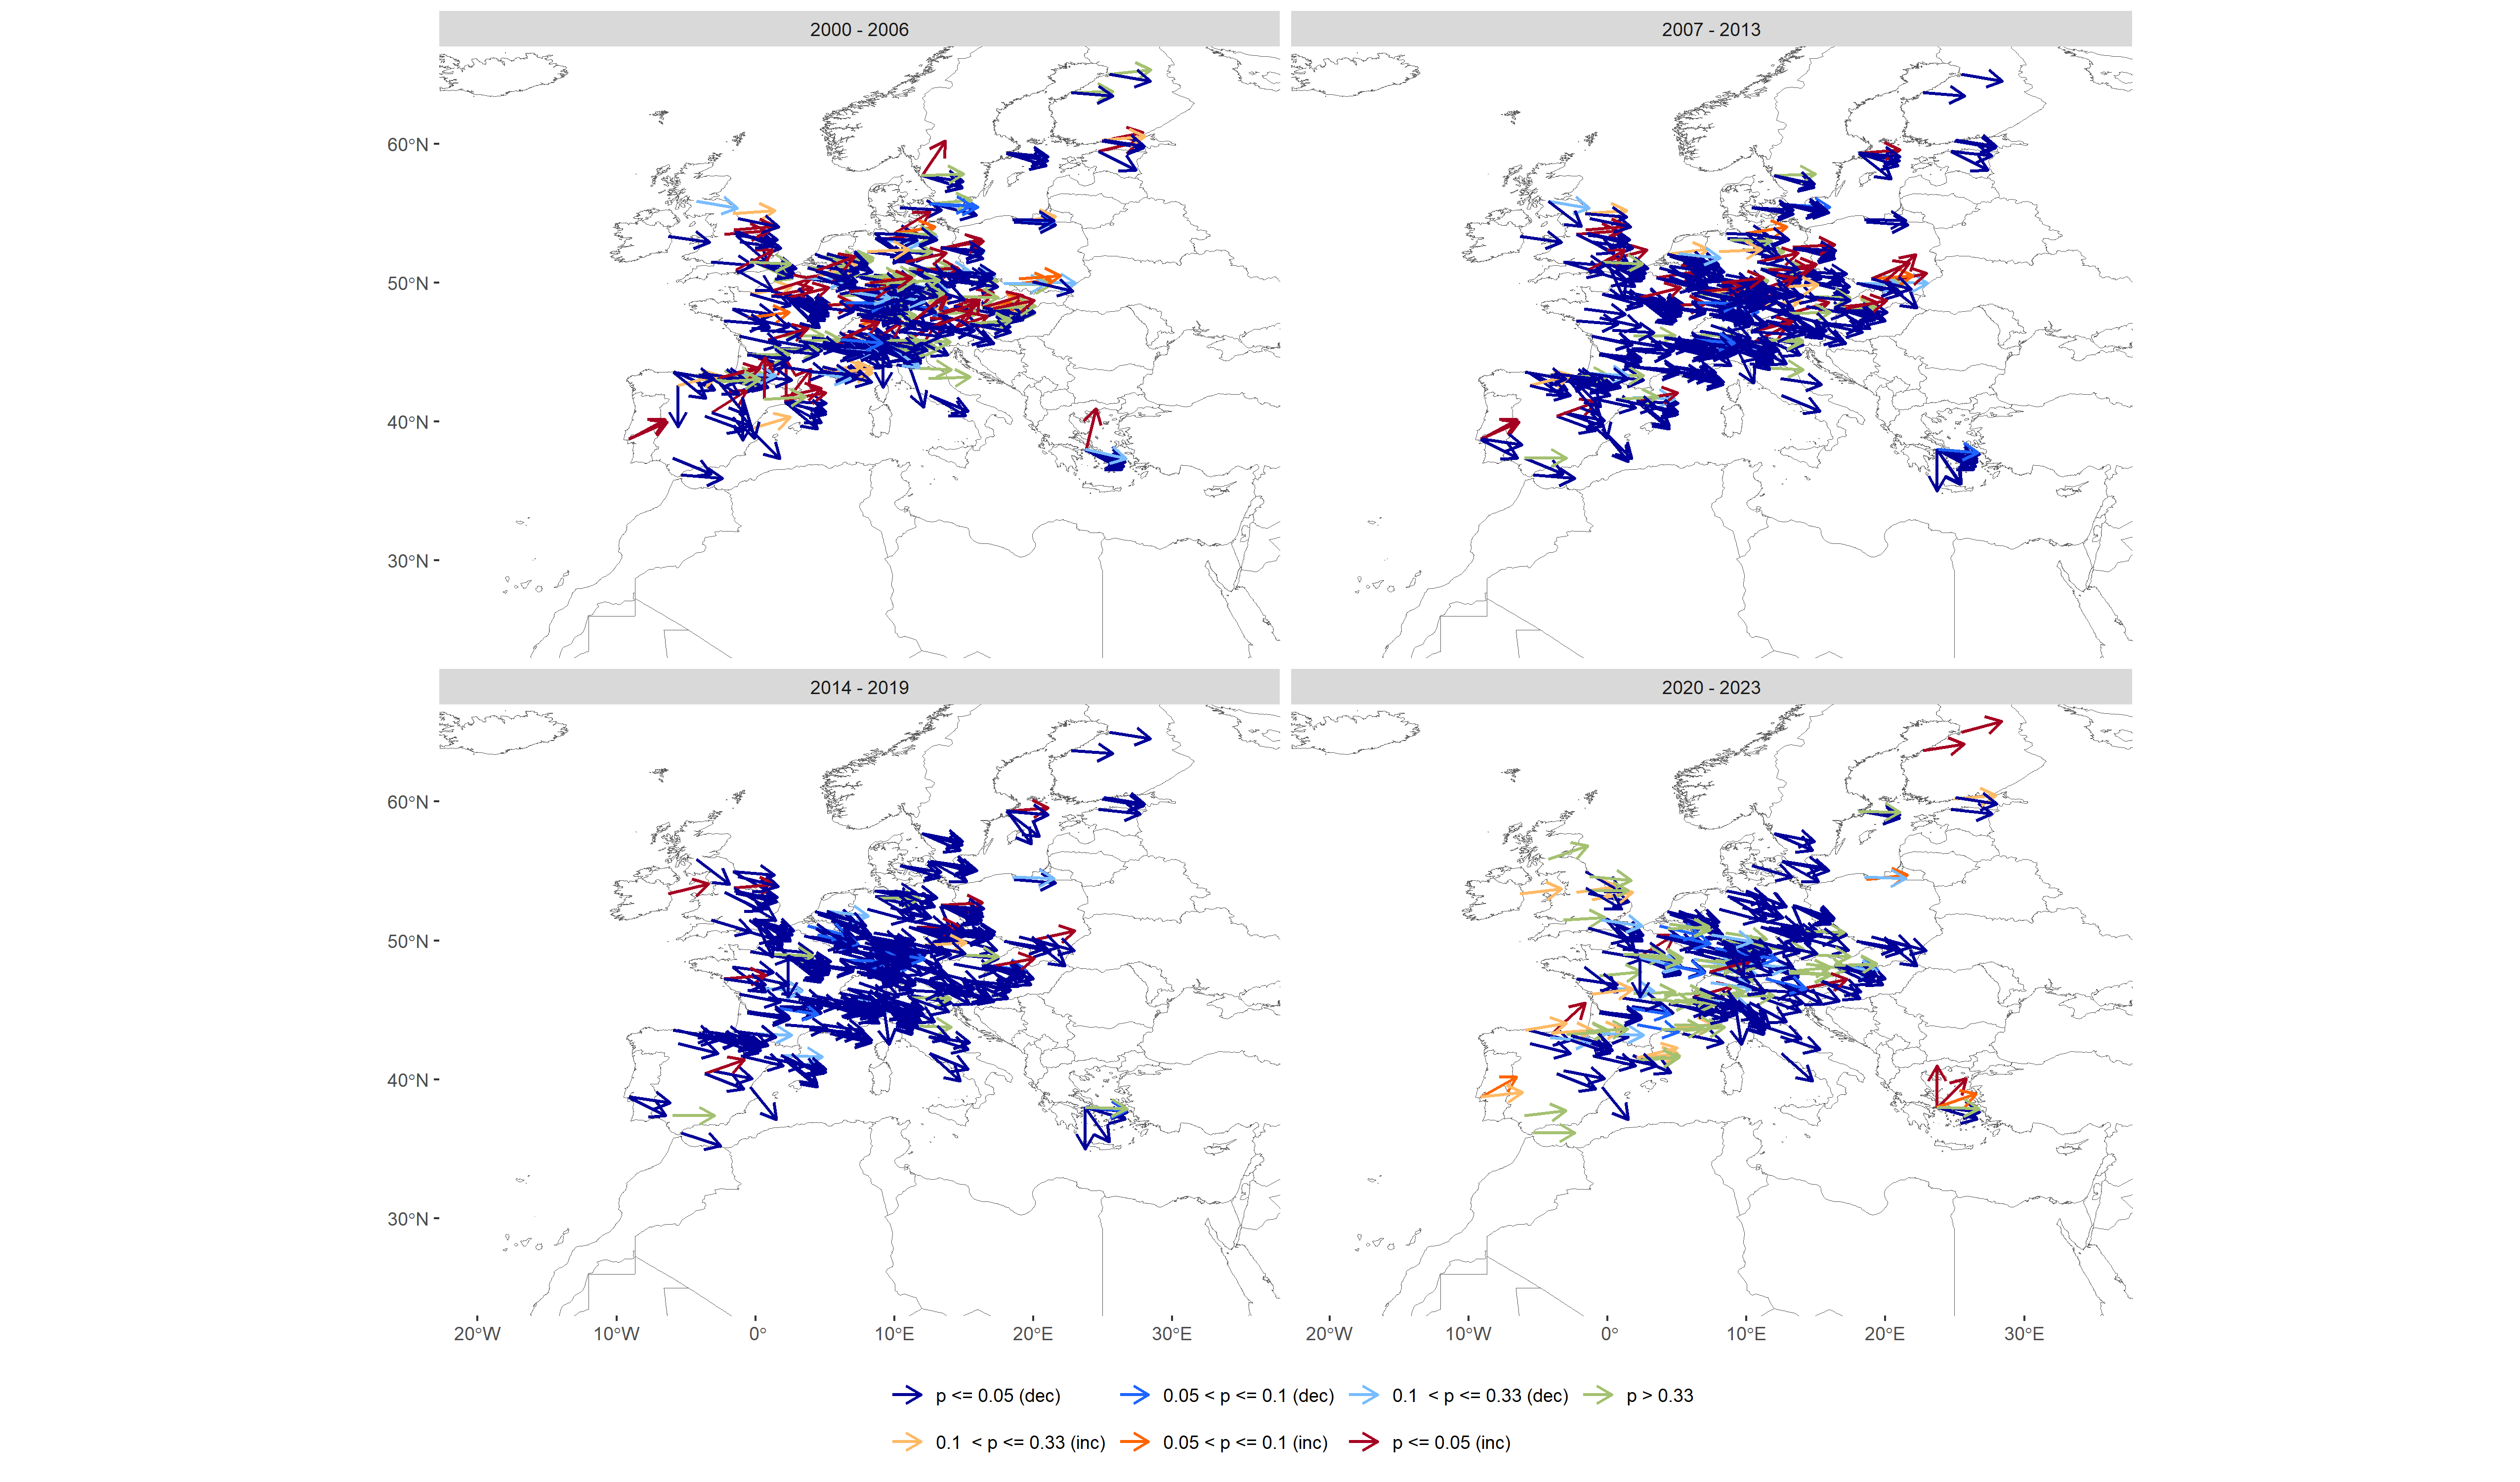 2000 - 2006
2007 - 2013
60°N
50°N
40°N
30°N
2014 - 2019
2020 - 2023
60°N
50°N
40°N
30°N
20°W 10°W 0° 10°E 20°E 30°E 20°W 10°W 0° 10°E 20°E 30°E
p <= 0.05 (dec) 0.05 < p <= 0.1 (dec) 0.1 < p <= 0.33 (dec) p > 0.33
0.1 < p <= 0.33 (inc) 0.05 < p <= 0.1 (inc) p <= 0.05 (inc)